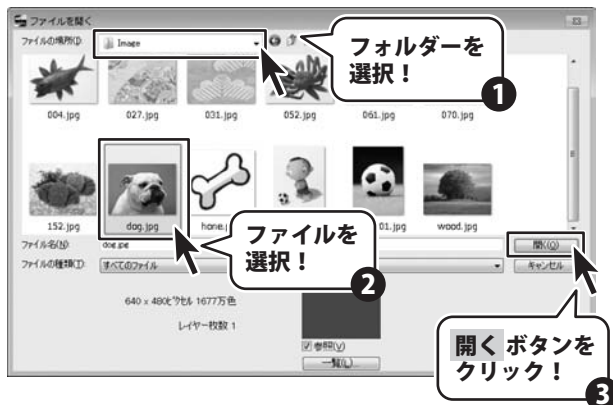 ファイルを開く
ファイルの場所(I):
Image
フォルダーを
選択！
1
004.jpg
027.jpg
031.jpg
052.jpg
061.jpg
070.jpg
152.jpg
dog.jpg
01.jpg
wood.jpg
ファイル名(N):
ファイルを
選択！
2
開く(O)
ファイルの種類(T):
すべてのファイル
キャンセル
640 x 480ピクセル 1677万色
レイヤー枚数 1
参照(V)
一覧(L)...
開く ボタンを
クリック！
3